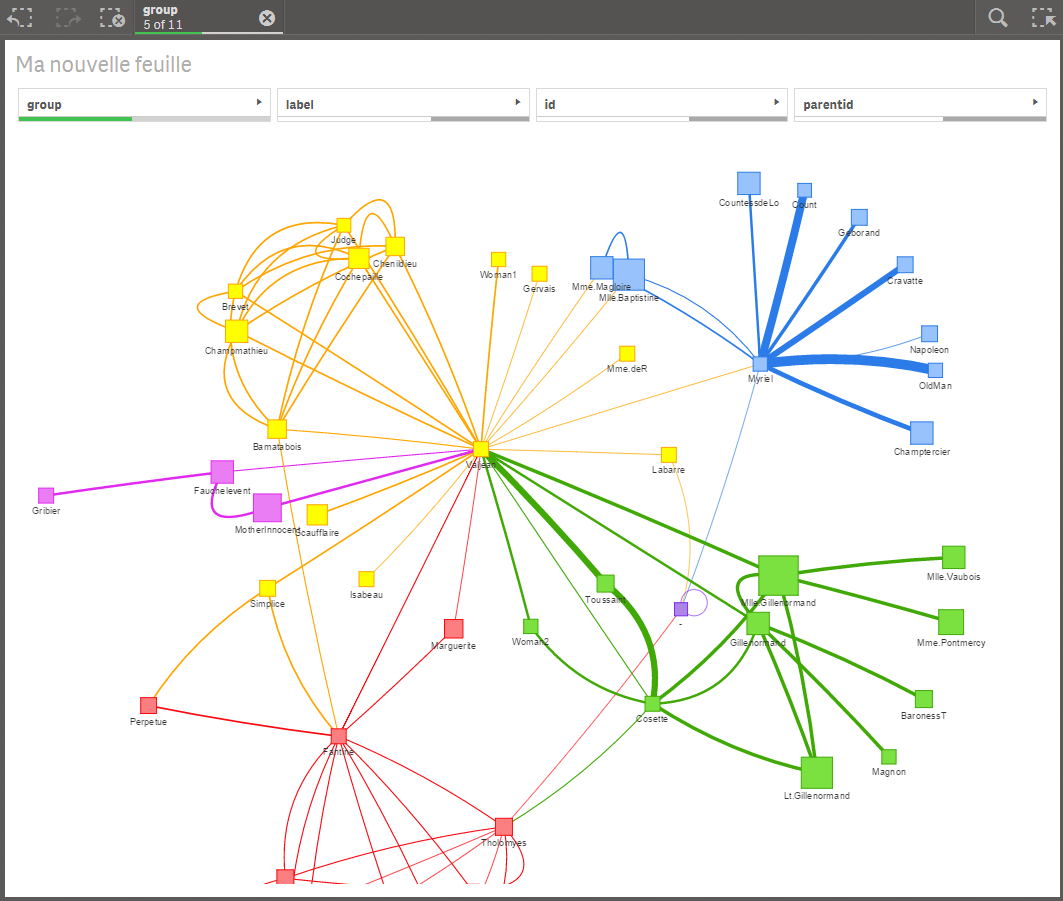 group
5 of 11
Ma nouvelle feuille
group
label
id
parentid
CountessdeLo
Count
Geborand
Judge
Chenildieu
Cochepaille
Woman1
Gervais
Mme.Magloire
Mlle.Baptistine
Cravatte
Brevet
Champmathieu
Napoleon
Mme.deR
Myriel
OldMan
Bamatabois
Champtercier
Valjean
Labarre
Fauchelevent
Gribier
MotherInnocent
Scaufflaire
Mlle.Vaubois
Isabeau
Toussaint
Simplice
Mlle.Gillenormand
-
Marguerite
Woman2
Gillenormand
Mme.Pontmercy
Perpetue
Cosette
BaronessT
Fantine
Magnon
Lt.Gillenormand
Tholomyes